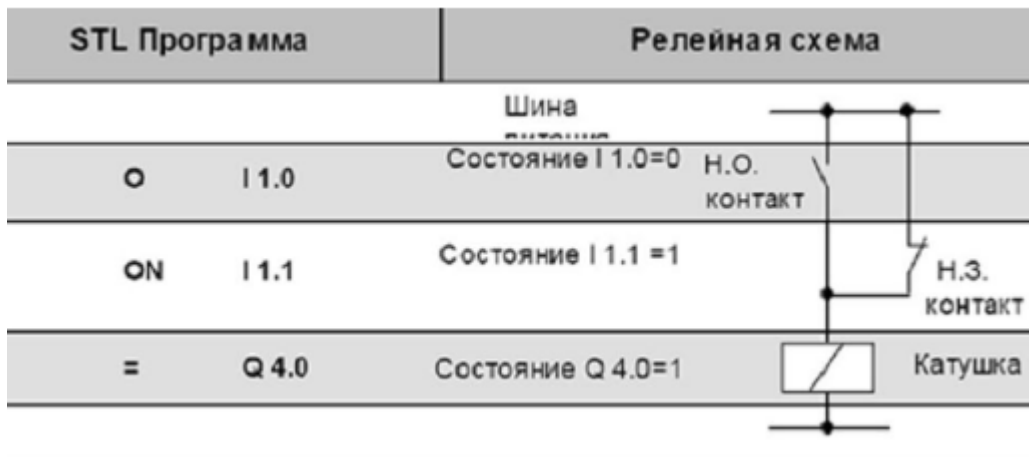 STL Программа
Релейная схема
Шина
O I 1.0
Состояние I 1.0=0
Н.О.
контакт
ON I 1.1
Состояние I 1.1 =1
Н.З.
контакт
= Q 4.0
Состояние Q 4.0=1
Катушка